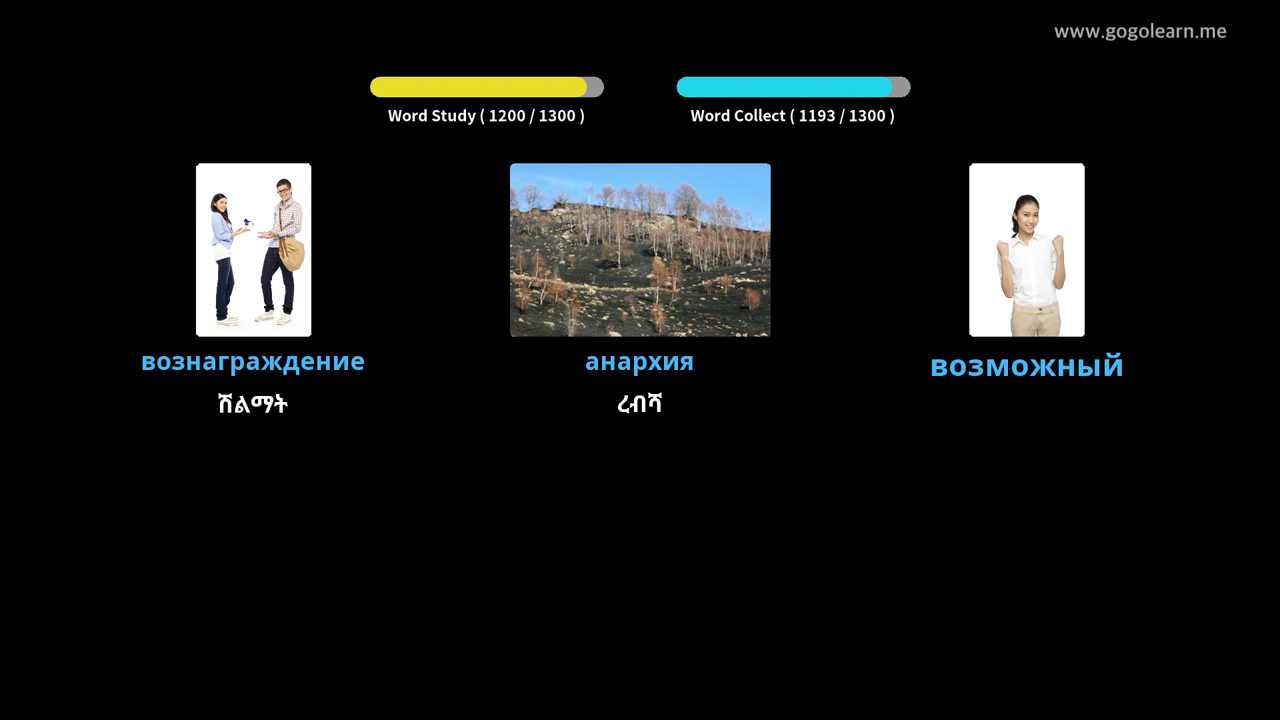 www.gogolearn.me
Word Study ( 1200 / 1300 )
Word Collect ( 1193 / 1300 )
вознаграждение
анархия
возможный
ሽልማት
ረብሻ